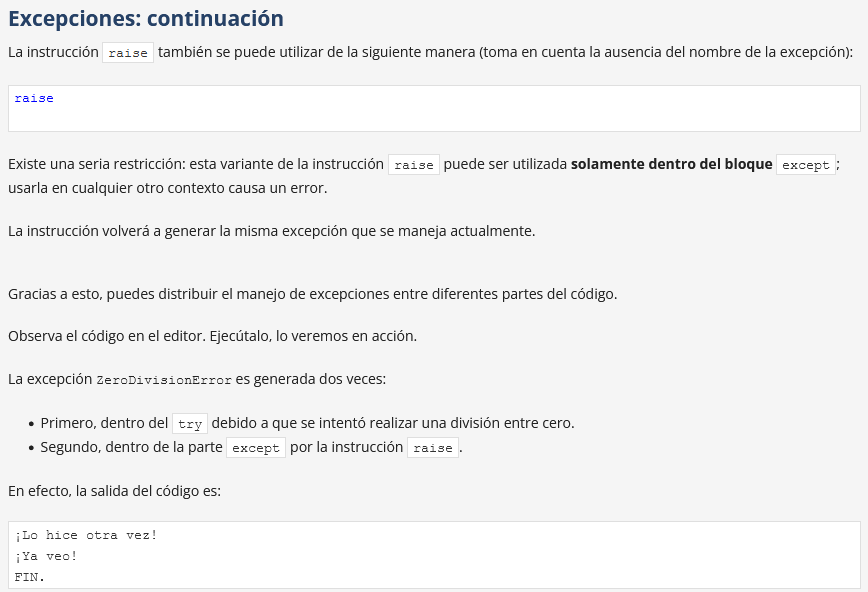 Excepciones: continuación
La instrucción raise también se puede utilizar de la siguiente manera (toma en cuenta la ausencia del nombre de la excepción):
raise
Existe una seria restricción: esta variante de la instrucción raise puede ser utilizada solamente dentro del bloque except;
usarla en cualquier otro contexto causa un error.
La instrucción volverá a generar la misma excepción que se maneja actualmente.
Gracias a esto, puedes distribuir el manejo de excepciones entre diferentes partes del código.
Observa el código en el editor. Ejecútalo, lo veremos en acción.
La excepción ZeroDivisionError es generada dos veces:
• Primero, dentro del try debido a que se intentó realizar una división entre cero.
• Segundo, dentro de la parte except por la instrucción raise.
En efecto, la salida del código es:
¡Lo hice otra vez!
¡Ya veo!
FIN.